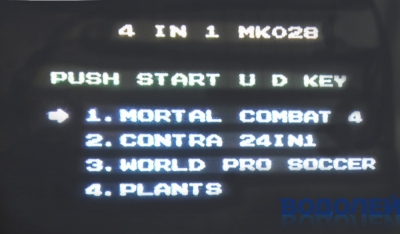 4 IN 1 MK028
PUSH START U D KEY
1. MORTAL COMBAT 4
2. CONTRA 24IN1
3. WORLD PRO SOCCER
4. PLANTS